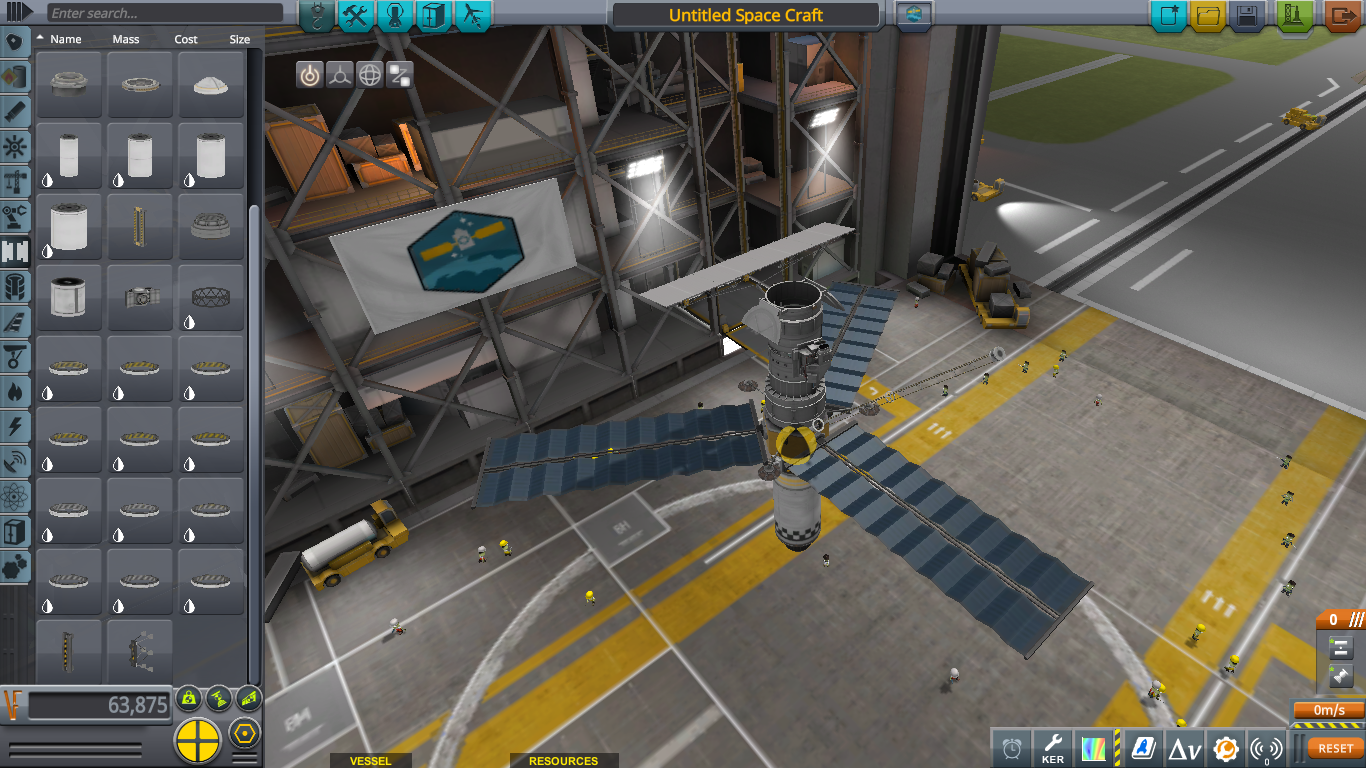 Enter search...
Untitled Space Craft
Name Mass Cost Size
63,875
0
0m/s
KER
Δv
0
RESET
VESSEL
RESOURCES